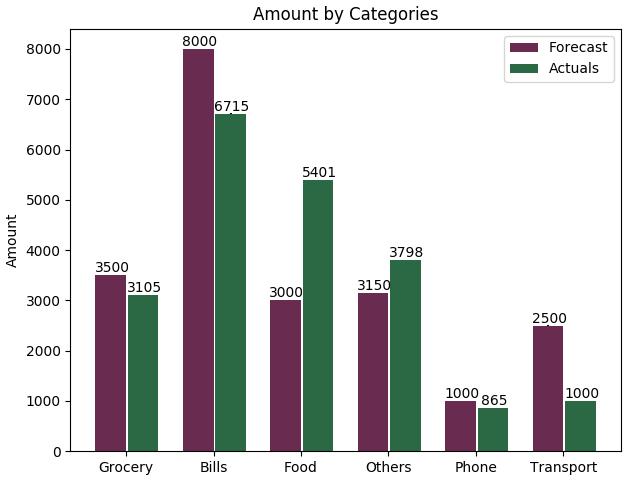 Amount by Categories
Forecast
Actuals
Amount
8000
7000
6000
5000
4000
3000
2000
1000
0
3500
3105
8000
6715
3000
5401
3150
3798
1000
865
2500
1000
Grocery
Bills
Food
Others
Phone
Transport